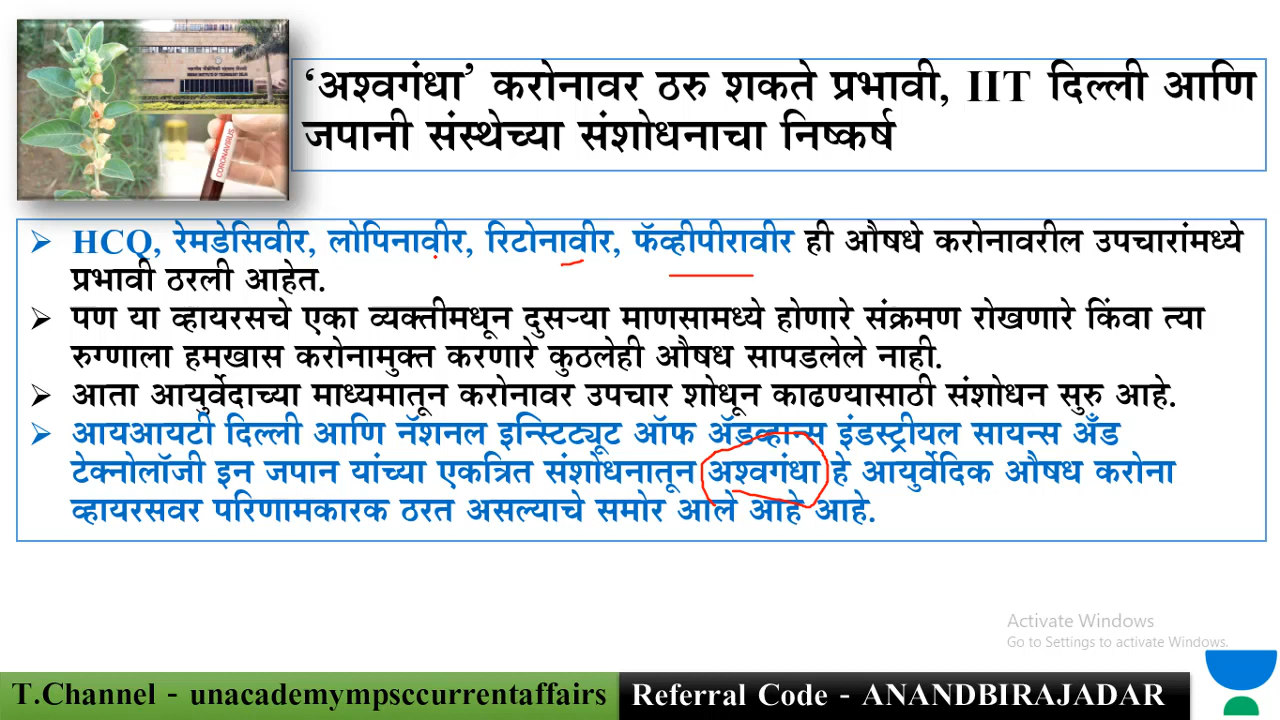 ‘अश्वगंधा’ करोनावर ठरु शकते प्रभावी, IIT दिल्ली आणि
जपानी संस्थेच्या संशोधनाचा निष्कर्ष
CORONAVIRUS
➢ HCQ, रेमडेसिवीर, लोपिनावीर, रिटोनावीर, फॅव्हीपीरावीर ही औषधे करोनावरील उपचारांमध्ये
प्रभावी ठरली आहेत.
➢ पण या व्हायरसचे एका व्यक्तीमधून दुसऱ्या माणसामध्ये होणारे संक्रमण रोखणारे किंवा त्या
रुग्णाला हमखास करोनामुक्त करणारे कुठलेही औषध सापडलेले नाही.
➢ आता आयुर्वेदाच्या माध्यमातून करोनावर उपचार शोधून काढण्यासाठी संशोधन सुरु आहे.
➢ आयआयटी दिल्ली आणि नॅशनल इन्स्टिट्यूट ऑफ अ‍ॅडव्हान्स इंडस्ट्रीयल सायन्स अँड
टेक्नोलॉजी इन जपान यांच्या एकत्रित संशोधनातून अश्वगंधा हे आयुर्वेदिक औषध करोना
व्हायरसवर परिणामकारक ठरत असल्याचे समोर आले आहे आहे.
Activate Windows
Go to Settings to activate Windows.
T.Channel - unacademympsccurrentaffairs Referral Code - ANANDBIRAJADAR